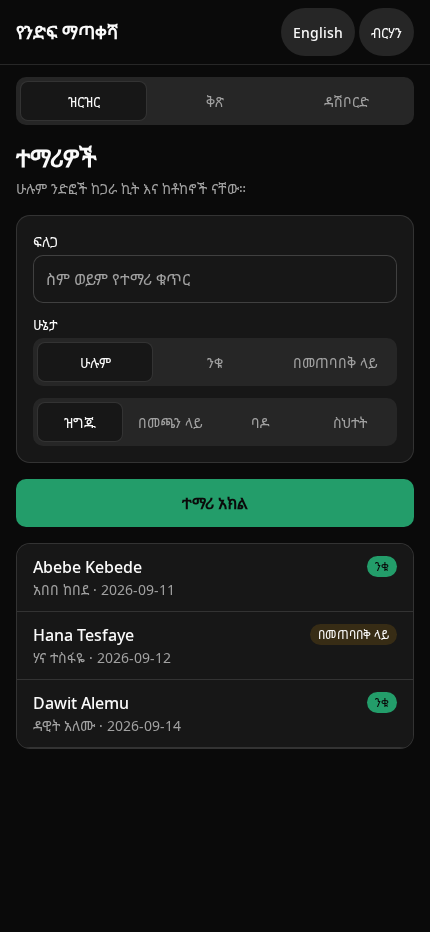 የንድፍ ማጣቀሻ
English
ብርሃን
ዝርዝር
ቅጽ
ዳሽቦርድ
ተማሪዎች
ሁሉም ንድፎች ከጋራ ኪት እና ከቶከኖች ናቸው።
ፍለጋ
ስም ወይም የተማሪ ቁጥር
ሁኔታ
ሁሉም
ንቁ
በመጠባበቅ ላይ
ዝግጁ
በመጫን ላይ
ባዶ
ስህተት
ተማሪ አክል
Abebe Kebede
ንቁ
አበበ ከበደ · 2026-09-11
Hana Tesfaye
በመጠባበቅ ላይ
ሃና ተስፋዬ · 2026-09-12
Dawit Alemu
ንቁ
ዳዊት አለሙ · 2026-09-14